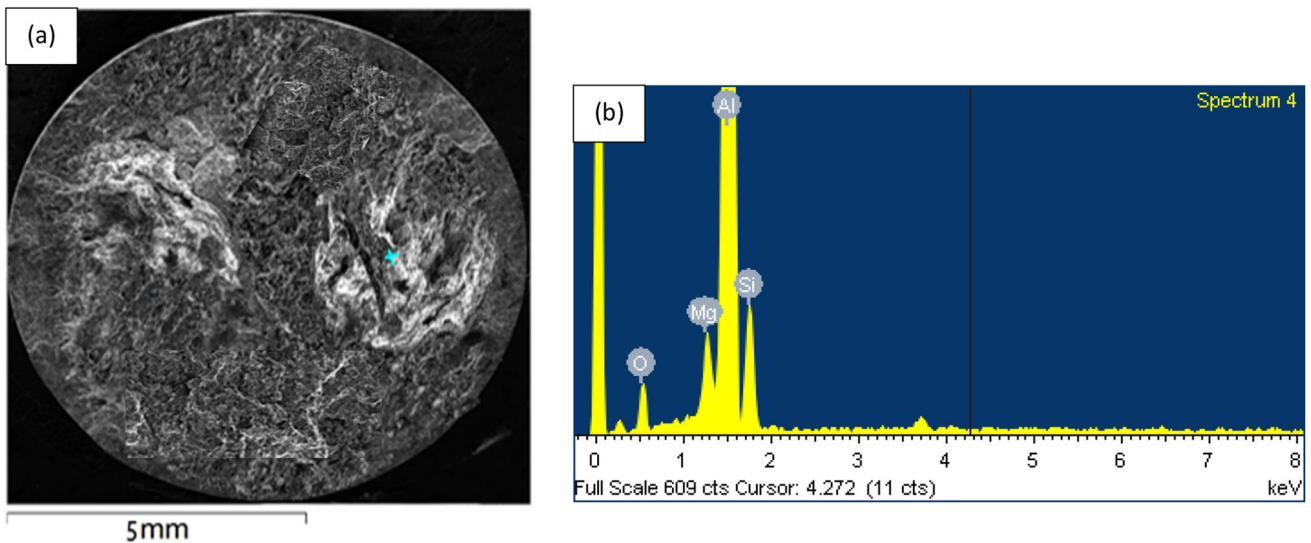 (a)
5mm
(b)
Spectrum 4
Al
Si
Mg
O
0 1 2 3 4 5 6 7 8
Full Scale 609 cts Cursor: 4.272 (11 cts) keV